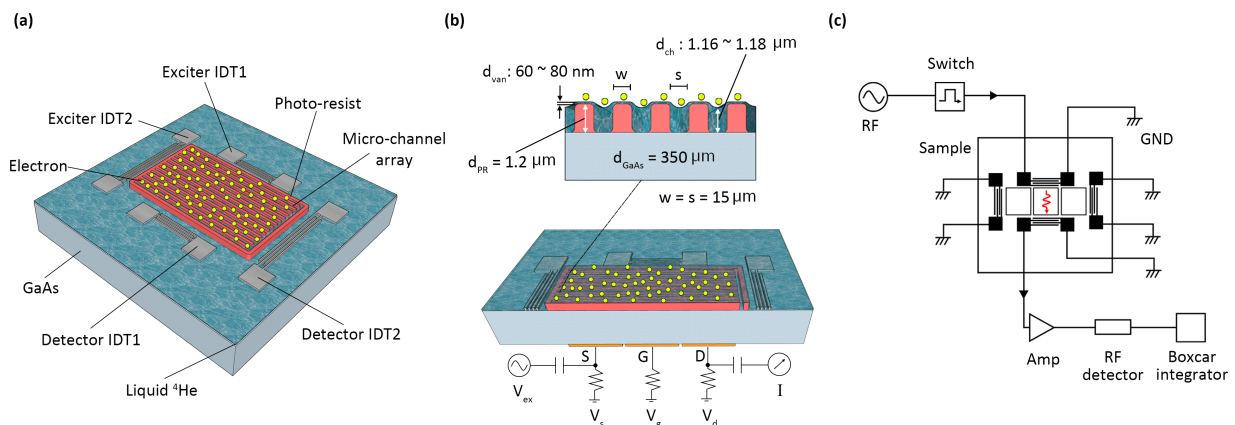 (a)
Exciter IDT1
Exciter IDT2
Photo-resist
Micro-channel
array
Electron
GaAs
Detector IDT1
Detector IDT2
Liquid ⁴He
(b)
d_ch : 1.16 ~ 1.18 μm
d_van: 60 ~ 80 nm
w
s
d_PR = 1.2 μm
d_GaAs = 350 μm
w = s = 15 μm
S
G
D
V_ex
V_s
V_g
V_d
I
(c)
Switch
RF
GND
Sample
Amp
RF
detector
Boxcar
integrator